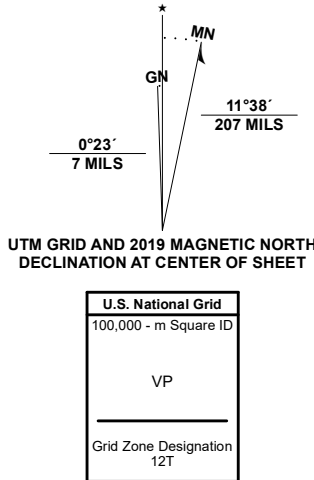 ★
MN
GN
11°38´
207 MILS
0°23´
7 MILS
UTM GRID AND 2019 MAGNETIC NORTH
DECLINATION AT CENTER OF SHEET
U.S. National Grid
100,000 - m Square ID
VP
Grid Zone Designation
12T